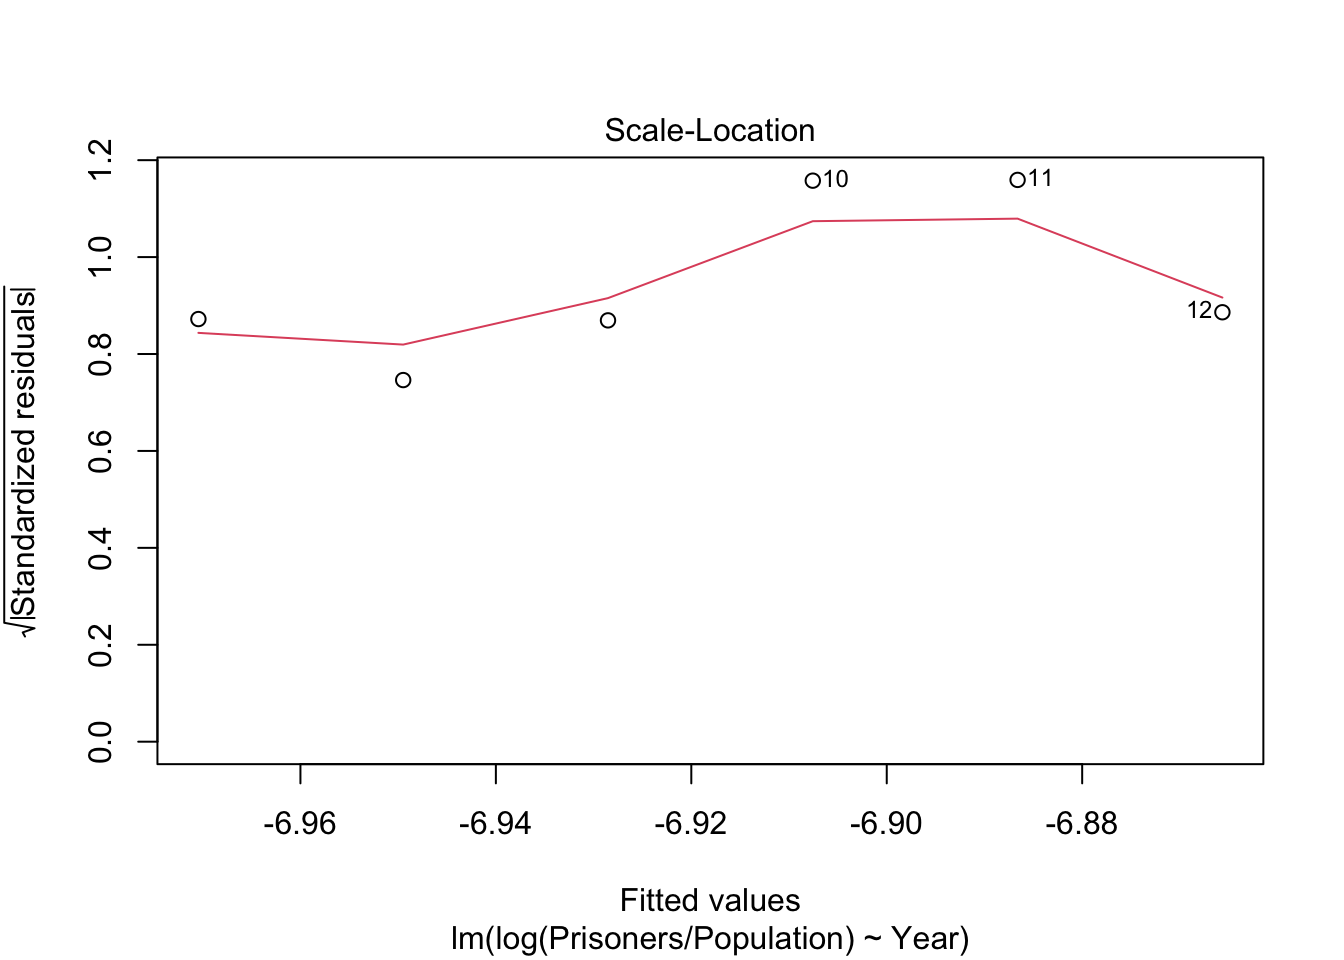 Scale-Location
√|Standardized residuals|
1.2
1.0
0.8
0.6
0.4
0.2
0.0
10
11
12
-6.96 -6.94 -6.92 -6.90 -6.88
Fitted values
lm(log(Prisoners/Population) ~ Year)